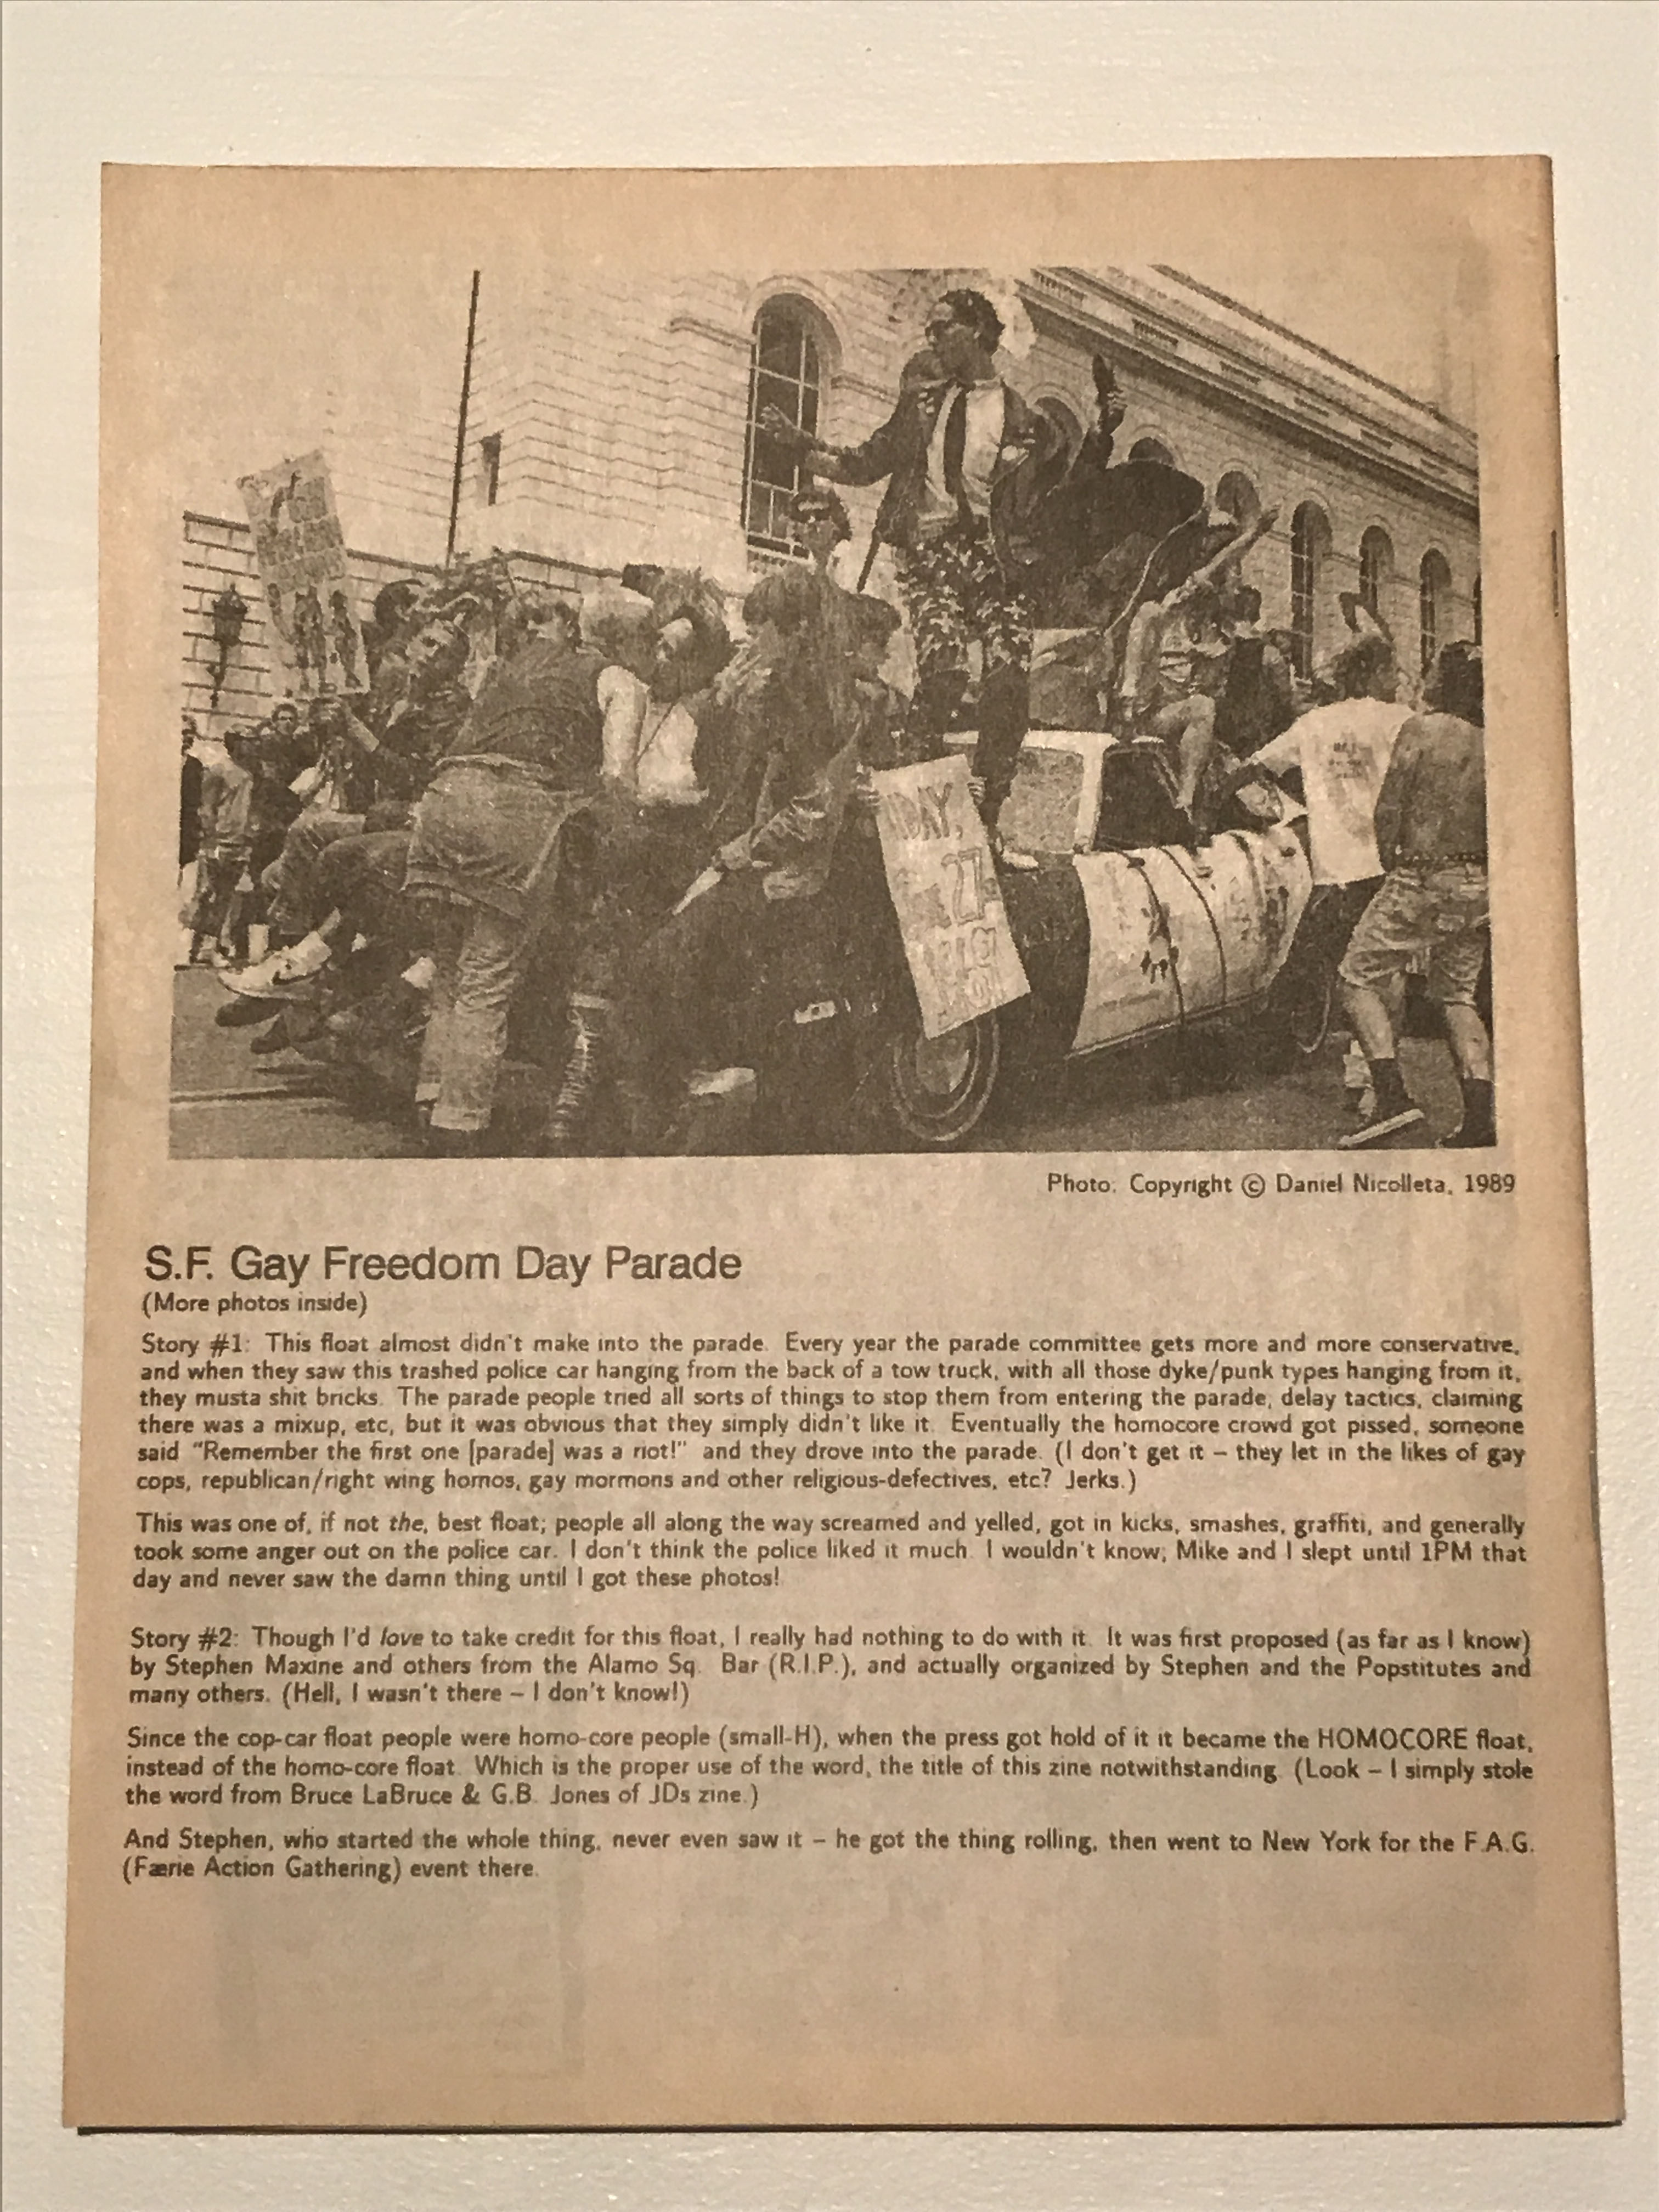 DAY,
27
Photo: Copyright © Daniel Nicolleta, 1989
S.F. Gay Freedom Day Parade
(More photos inside)
Story #1: This float almost didn't make into the parade. Every year the parade committee gets more and more conservative,
and when they saw this trashed police car hanging from the back of a tow truck, with all those dyke/punk types hanging from it,
they musta shit bricks. The parade people tried all sorts of things to stop them from entering the parade, delay tactics, claiming
there was a mixup, etc, but it was obvious that they simply didn't like it. Eventually the homocore crowd got pissed, someone
said "Remember the first one [parade] was a riot!" and they drove into the parade. (I don't get it – they let in the likes of gay
cops, republican/right wing homos, gay mormons and other religious-defectives, etc? Jerks.)
This was one of, if not the, best float; people all along the way screamed and yelled, got in kicks, smashes, graffiti, and generally
took some anger out on the police car. I don't think the police liked it much. I wouldn't know; Mike and I slept until 1PM that
day and never saw the damn thing until I got these photos!
Story #2: Though I'd love to take credit for this float, I really had nothing to do with it. It was first proposed (as far as I know)
by Stephen Maxine and others from the Alamo Sq. Bar (R.I.P.), and actually organized by Stephen and the Popstitutes and
many others. (Hell, I wasn't there – I don't know!)
Since the cop-car float people were homo-core people (small-H), when the press got hold of it it became the HOMOCORE float,
instead of the homo-core float. Which is the proper use of the word, the title of this zine notwithstanding. (Look – I simply stole
the word from Bruce LaBruce & G.B. Jones of JDs zine.)
And Stephen, who started the whole thing, never even saw it – he got the thing rolling, then went to New York for the F.A.G.
(Færie Action Gathering) event there.